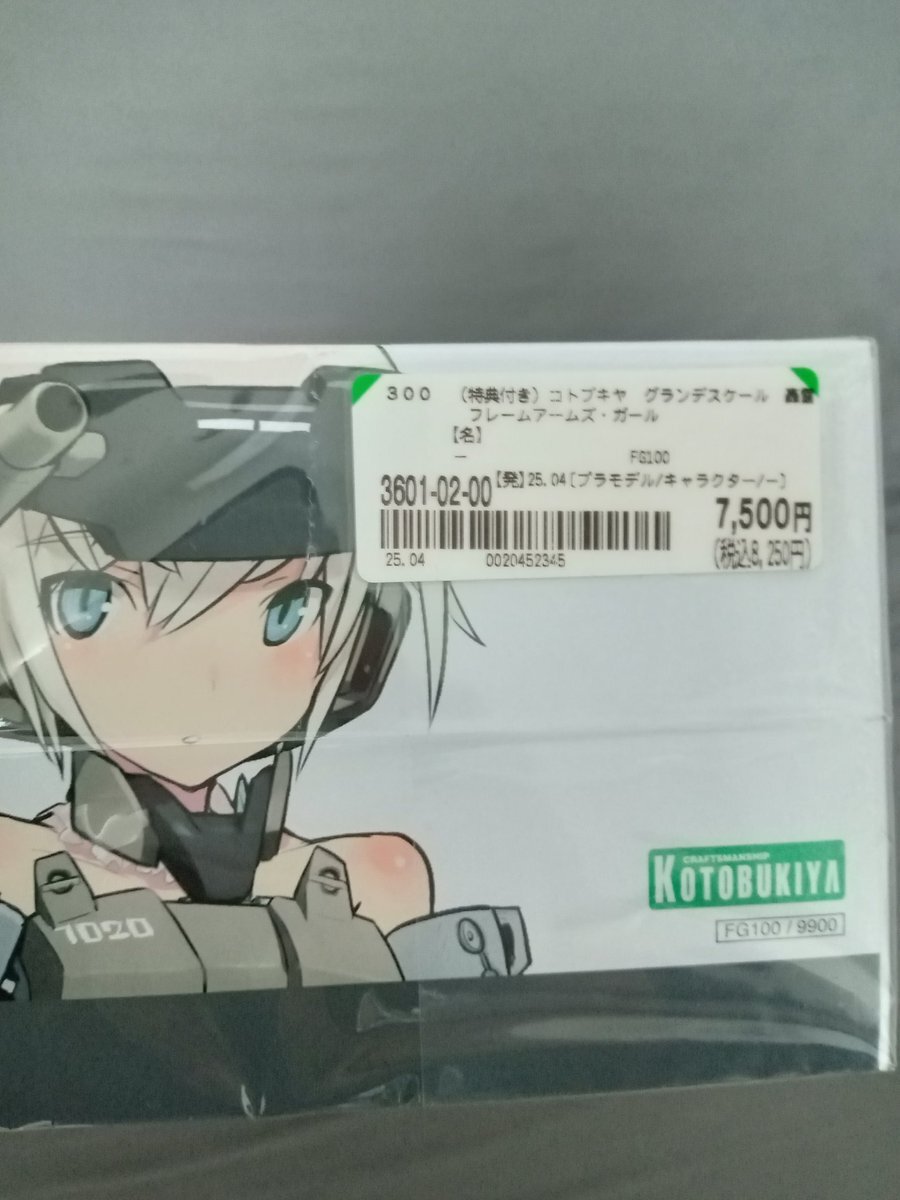 300 (特典付き)コトブキヤ グランデスケール 轟雷
フレームアームズ・ガール
【名】
— FG100
3601-02-00 【発】25.04[プラモデル/キャラクター/ー]
7,500円
25.04 0020452345 (税込8,250円)
CRAFTSMANSHIP
KOTOBUKIYA
FG100 / 9900
1020